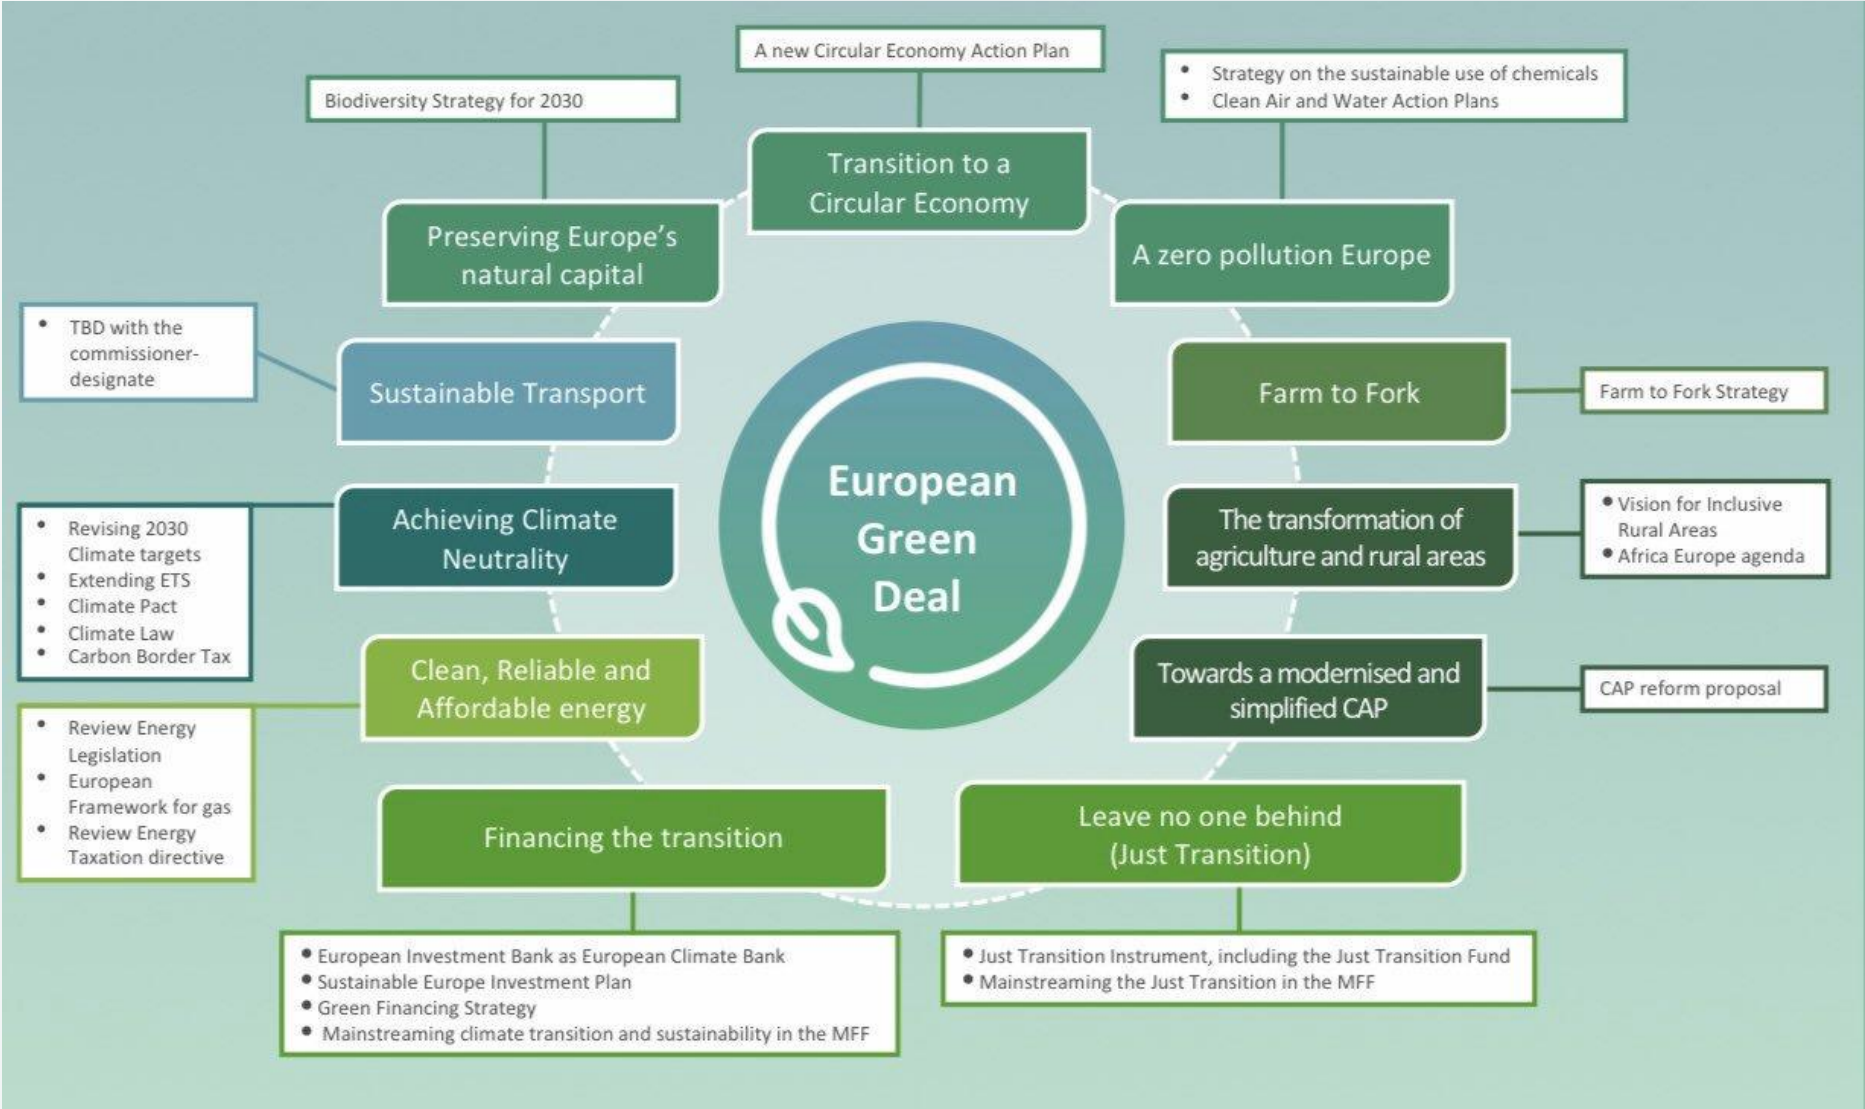 A new Circular Economy Action Plan
Biodiversity Strategy for 2030
• Strategy on the sustainable use of chemicals
• Clean Air and Water Action Plans
Transition to a
Circular Economy
Preserving Europe's
natural capital
A zero pollution Europe
• TBD with the
commissioner-
designate
Sustainable Transport
Farm to Fork
Farm to Fork Strategy
European
Green
Deal
• Revising 2030
Climate targets
• Extending ETS
• Climate Pact
• Climate Law
• Carbon Border Tax
Achieving Climate
Neutrality
The transformation of
agriculture and rural areas
• Vision for Inclusive
Rural Areas
• Africa Europe agenda
Clean, Reliable and
Affordable energy
Towards a modernised and
simplified CAP
CAP reform proposal
• Review Energy
Legislation
• European
Framework for gas
• Review Energy
Taxation directive
Financing the transition
Leave no one behind
(Just Transition)
• European Investment Bank as European Climate Bank
• Sustainable Europe Investment Plan
• Green Financing Strategy
• Mainstreaming climate transition and sustainability in the MFF
• Just Transition Instrument, including the Just Transition Fund
• Mainstreaming the Just Transition in the MFF